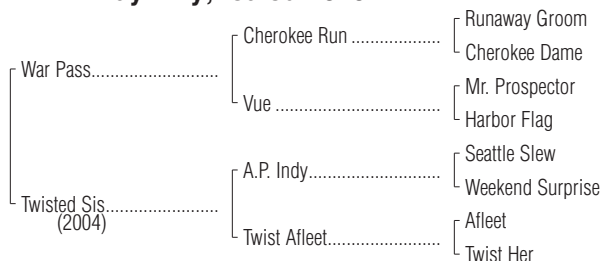 Cherokee Run ....................
Runaway Groom
Cherokee Dame
War Pass............................
Vue .....................................
Mr. Prospector
Harbor Flag
A.P. Indy.............................
Seattle Slew
Weekend Surprise
Twisted Sis.........................
(2004)
Twist Afleet.........................
Afleet
Twist Her